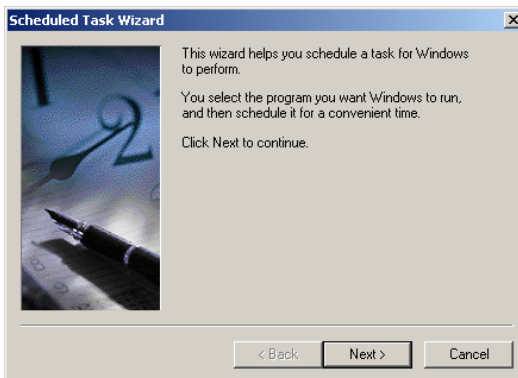 Scheduled Task Wizard
This wizard helps you schedule a task for Windows
to perform.
You select the program you want Windows to run,
and then schedule it for a convenient time.
Click Next to continue.
< Back
Next >
Cancel